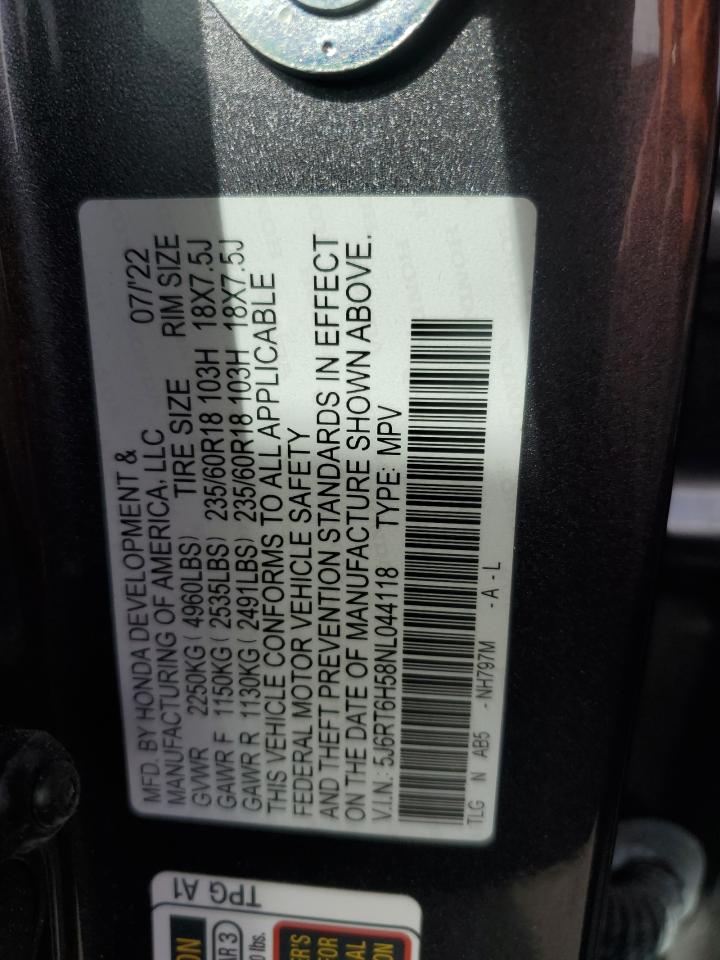 MFD. BY HONDA DEVELOPMENT & 07/'22
MANUFACTURING OF AMERICA, LLC
TIRE SIZE RIM SIZE
GVWR 2250KG( 4960LBS)
GAWR F 1150KG( 2535LBS) 235/60R18 103H 18X7.5J
GAWR R 1130KG( 2491LBS) 235/60R18 103H 18X7.5J
THIS VEHICLE CONFORMS TO ALL APPLICABLE
FEDERAL MOTOR VEHICLE SAFETY
AND THEFT PREVENTION STANDARDS IN EFFECT
ON THE DATE OF MANUFACTURE SHOWN ABOVE.
V.I.N.: 5J6RT6H58NL044118 TYPE: MPV
TLG N AB5 -NH797M -A-L
TPG A1